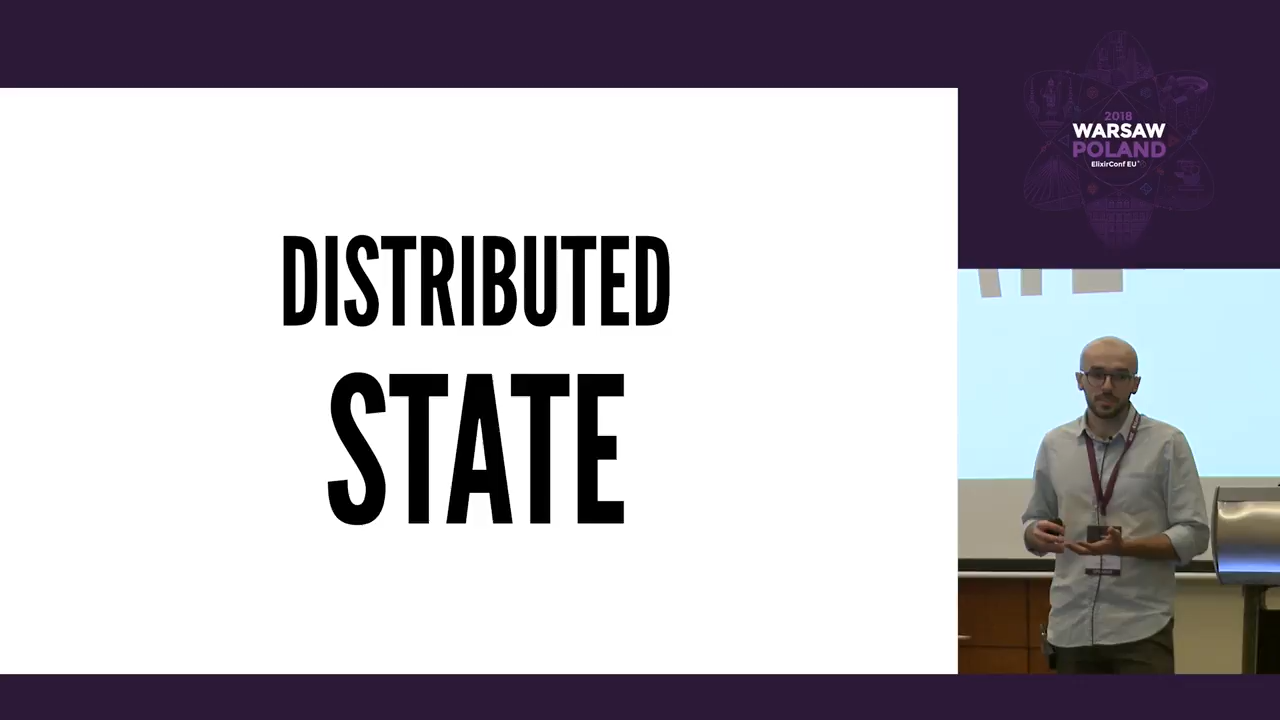 DISTRIBUTED
STATE
2018
WARSAW
POLAND
ElixirConf EU